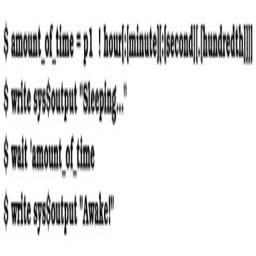 $ amount_of_time = p1 ! hour[:[minute][:[second][.[hundredth]]]]
$ write sys$output "Sleeping..."
$ wait 'amount_of_time
$ write sys$output "Awake!"